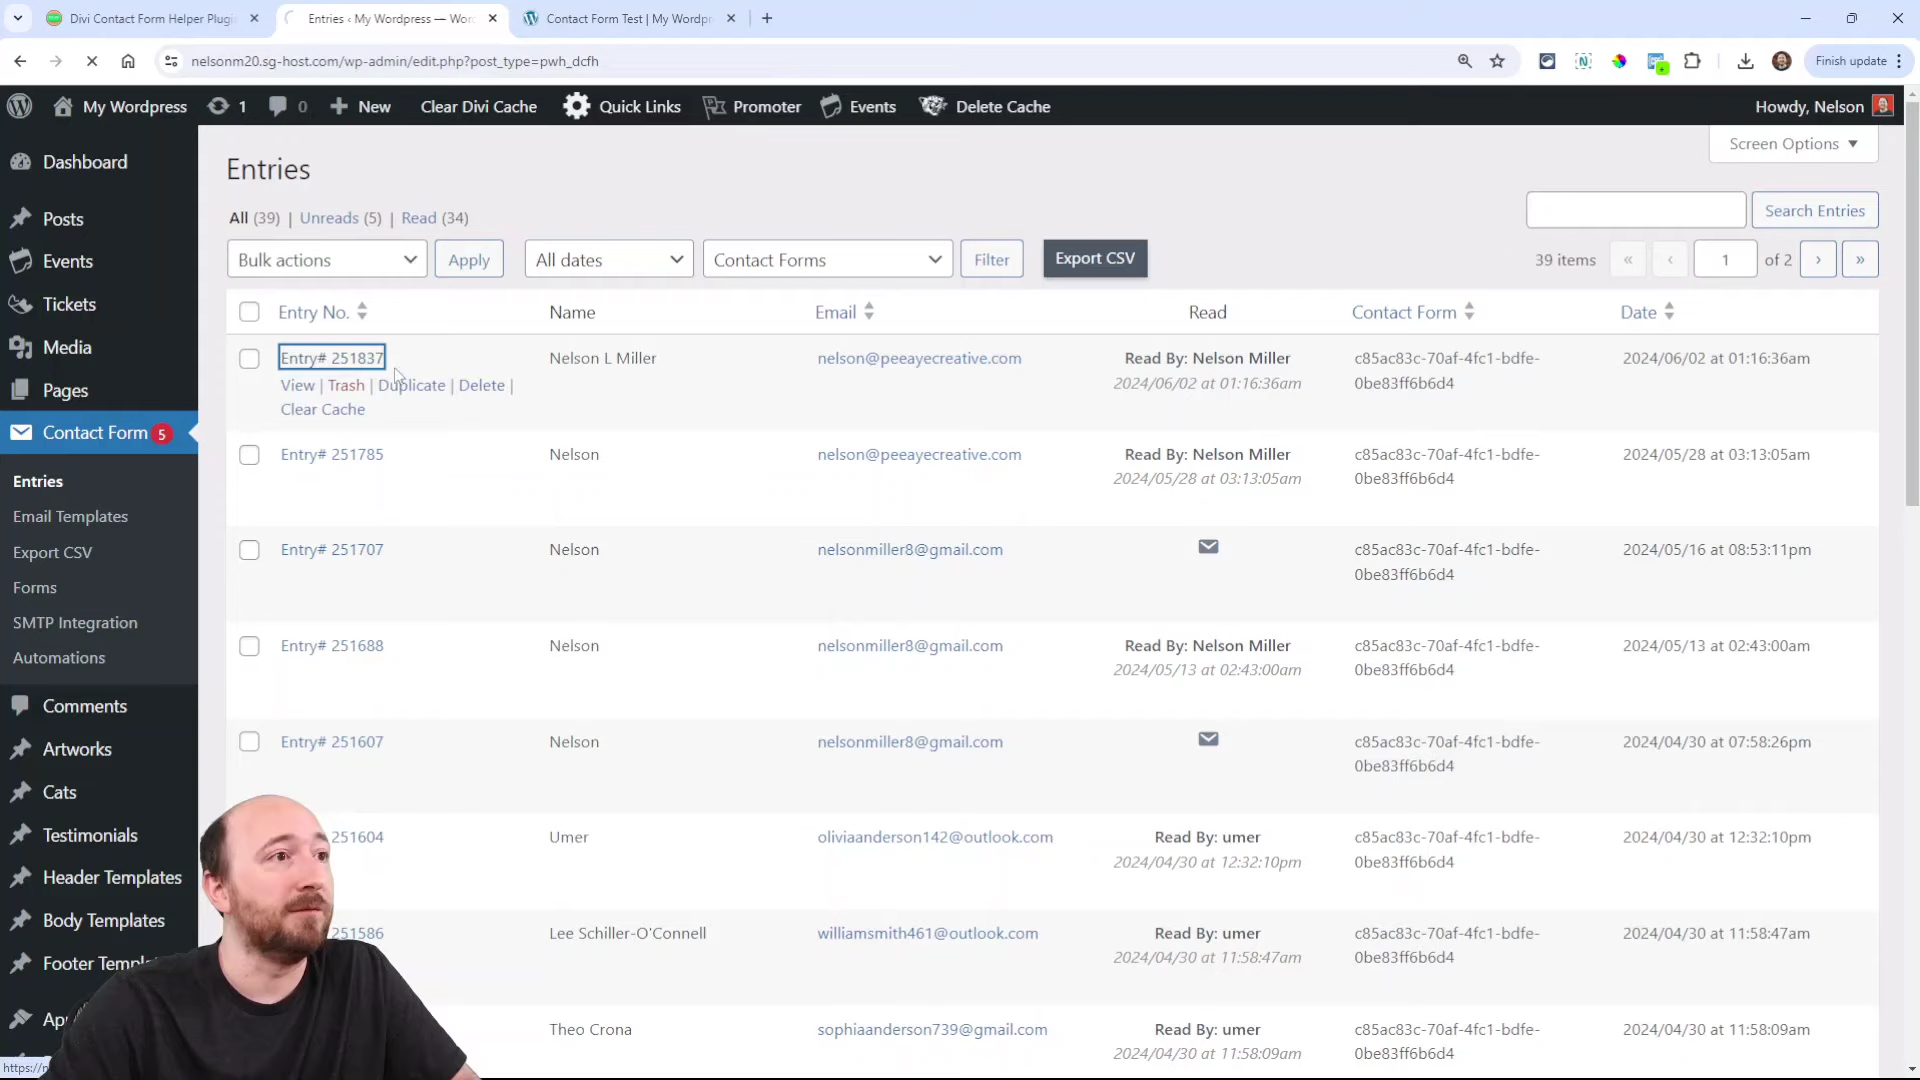 Divi Contact Form Helper Plugin
Entries ‹ My Wordpress — Wor
Contact Form Test | My Wordp
nelsonm20.sg-host.com/wp-admin/edit.php?post_type=pwh_dcfh
Finish update
My Wordpress
1
0
New
Clear Divi Cache
Quick Links
Promoter
Events
Delete Cache
Howdy, Nelson
Dashboard
Posts
Events
Tickets
Media
Pages
Contact Form 5
Entries
Email Templates
Export CSV
Forms
SMTP Integration
Automations
Comments
Artworks
Cats
Testimonials
Header Templates
Body Templates
Footer Templa
Screen Options
Entries
All (39) | Unreads (5) | Read (34)
Search Entries
Bulk actions
Apply
All dates
Contact Forms
Filter
Export CSV
39 items « ‹ 1 of 2 › »
Entry No. Name Email Read Contact Form Date
Entry# 251837 Nelson L Miller nelson@peeayecreative.com Read By: Nelson Miller c85ac83c-70af-4fc1-bdfe- 2024/06/02 at 01:16:36am
View | Trash | Duplicate | Delete | 2024/06/02 at 01:16:36am 0be83ff6b6d4
Clear Cache
Entry# 251785 Nelson nelson@peeayecreative.com Read By: Nelson Miller c85ac83c-70af-4fc1-bdfe- 2024/05/28 at 03:13:05am
2024/05/28 at 03:13:05am 0be83ff6b6d4
Entry# 251707 Nelson nelsonmiller8@gmail.com c85ac83c-70af-4fc1-bdfe- 2024/05/16 at 08:53:11pm
0be83ff6b6d4
Entry# 251688 Nelson nelsonmiller8@gmail.com Read By: Nelson Miller c85ac83c-70af-4fc1-bdfe- 2024/05/13 at 02:43:00am
2024/05/13 at 02:43:00am 0be83ff6b6d4
Entry# 251607 Nelson nelsonmiller8@gmail.com c85ac83c-70af-4fc1-bdfe- 2024/04/30 at 07:58:26pm
0be83ff6b6d4
251604 Umer oliviaanderson142@outlook.com Read By: umer c85ac83c-70af-4fc1-bdfe- 2024/04/30 at 12:32:10pm
2024/04/30 at 12:32:10pm 0be83ff6b6d4
251586 Lee Schiller-O'Connell williamsmith461@outlook.com Read By: umer c85ac83c-70af-4fc1-bdfe- 2024/04/30 at 11:58:47am
2024/04/30 at 11:58:47am 0be83ff6b6d4
Theo Crona sophiaanderson739@gmail.com Read By: umer c85ac83c-70af-4fc1-bdfe- 2024/04/30 at 11:58:09am
2024/04/30 at 11:58:09am 0be83ff6b6d4